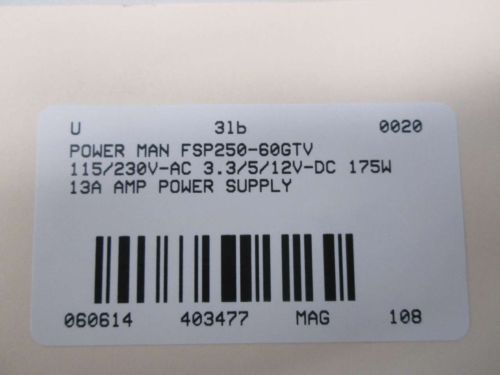 U 3lb 0020
POWER MAN FSP250-60GTV
115/230V-AC 3.3/5/12V-DC 175W
13A AMP POWER SUPPLY
060614 403477 MAG 108